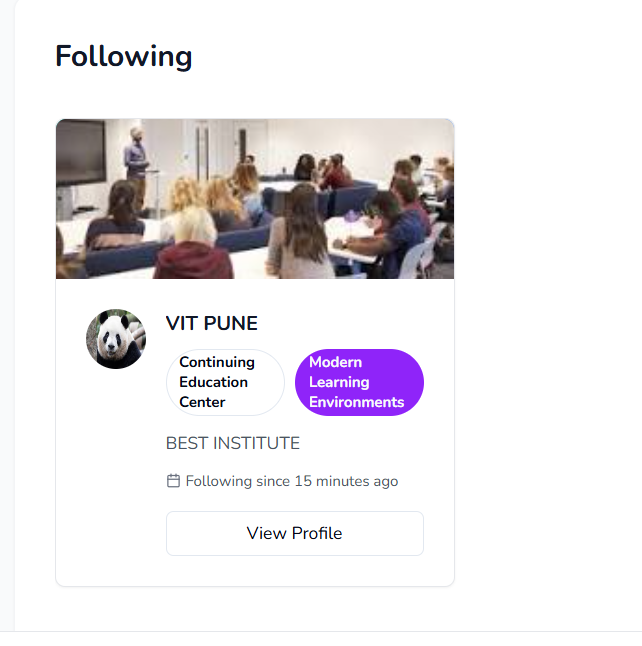 Following
VIT PUNE
Continuing
Education
Center
Modern
Learning
Environments
BEST INSTITUTE
Following since 15 minutes ago
View Profile